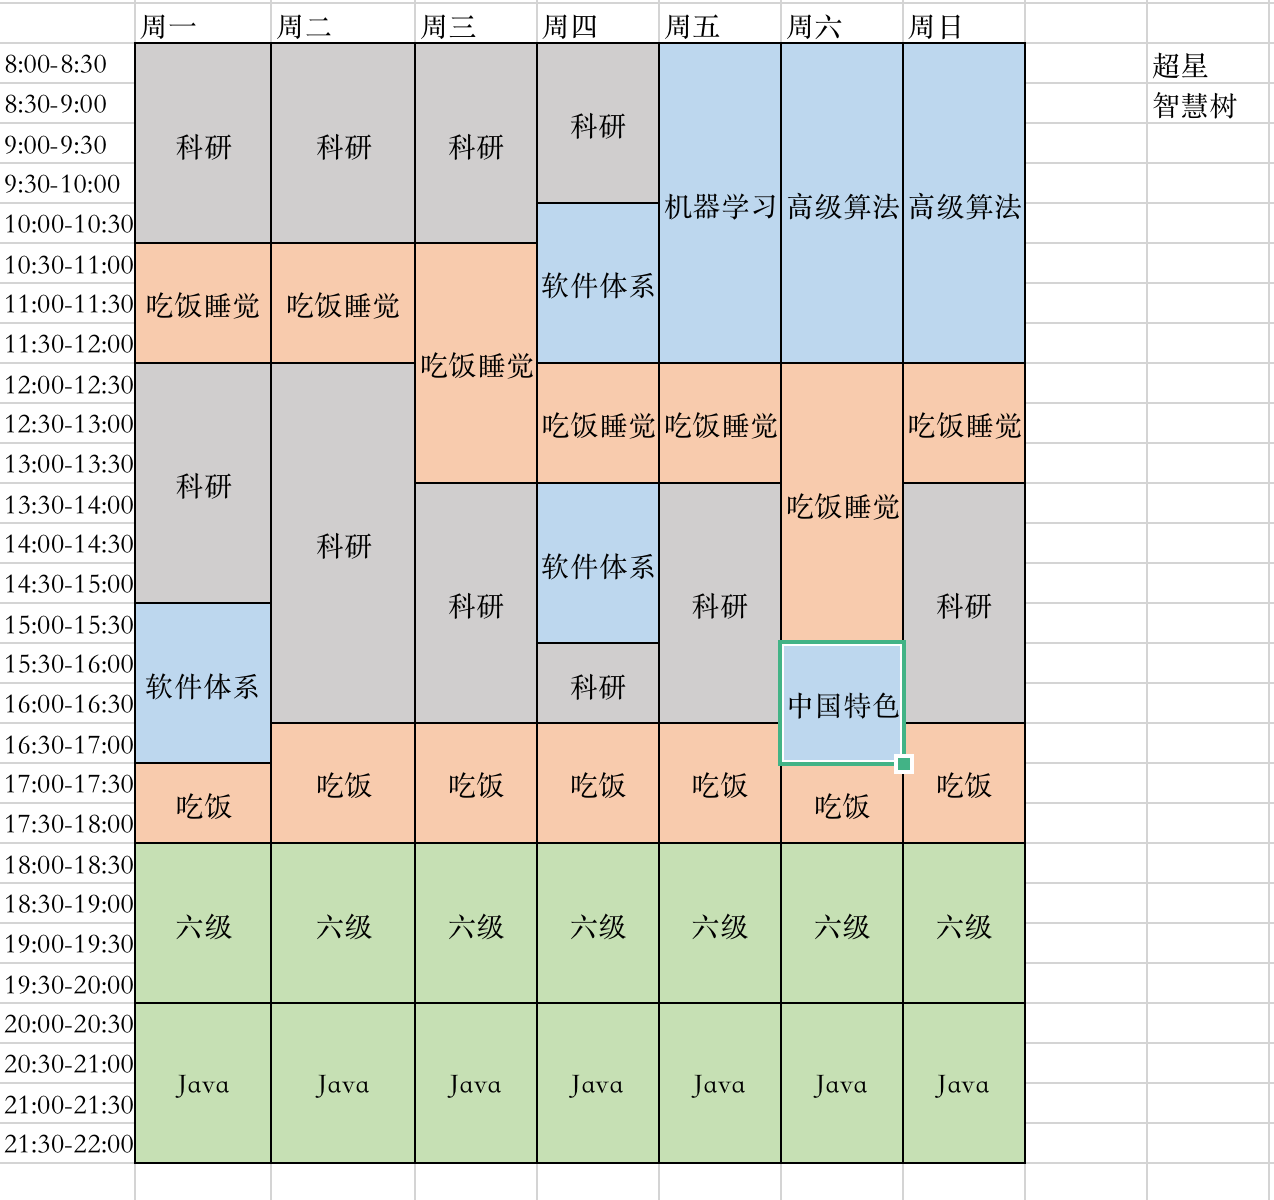 周一 周二 周三 周四 周五 周六 周日
8:00-8:30 超星
8:30-9:00 智慧树
9:00-9:30 科研 科研 科研 科研
9:30-10:00
10:00-10:30 机器学习 高级算法 高级算法
10:30-11:00
11:00-11:30 吃饭睡觉 吃饭睡觉 软件体系
11:30-12:00
12:00-12:30 吃饭睡觉
12:30-13:00 吃饭睡觉 吃饭睡觉 吃饭睡觉
13:00-13:30
13:30-14:00 科研 吃饭睡觉
14:00-14:30 科研 软件体系
14:30-15:00
15:00-15:30 科研 科研 科研
15:30-16:00
16:00-16:30 软件体系 科研 中国特色
16:30-17:00
17:00-17:30 吃饭 吃饭 吃饭 吃饭 吃饭
17:30-18:00 吃饭 吃饭
18:00-18:30
18:30-19:00 六级 六级 六级 六级 六级 六级 六级
19:00-19:30
19:30-20:00
20:00-20:30
20:30-21:00 Java Java Java Java Java Java Java
21:00-21:30
21:30-22:00